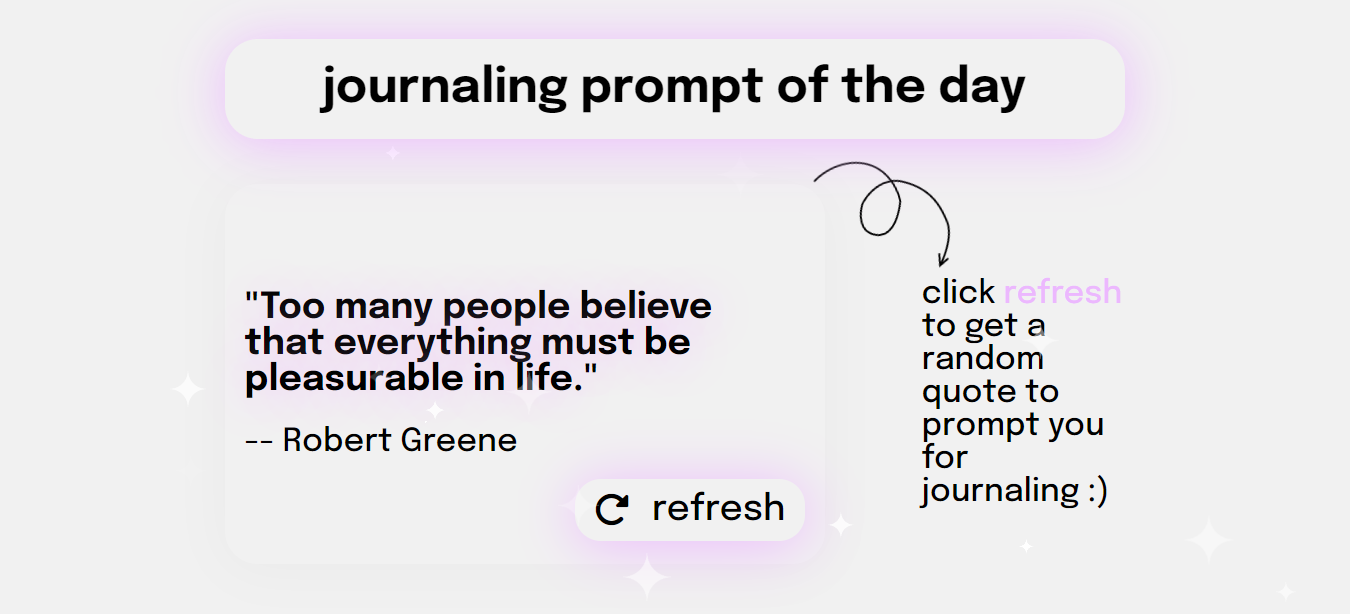 journaling prompt of the day
"Too many people believe
that everything must be
pleasurable in life."
-- Robert Greene
refresh
click refresh
to get a
random
quote to
prompt you
for
journaling :)